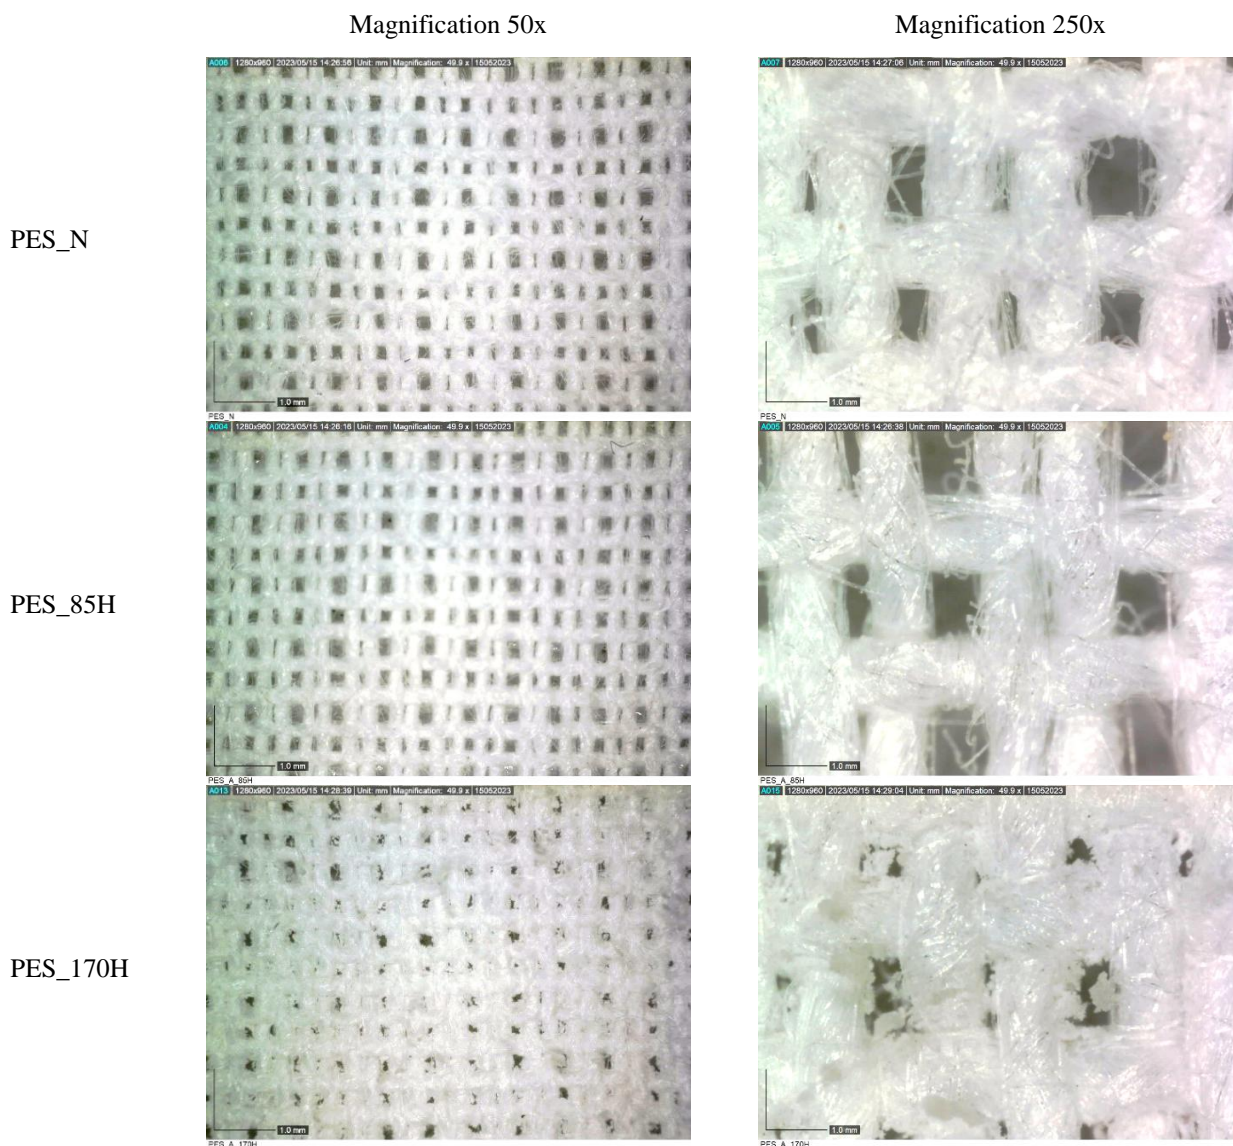 Magnification 50x
Magnification 250x
A006 1280x960 2023/05/15 14:26:56 Unit: mm Magnification: 49.9 x 15052023
A007 1280x960 2023/05/15 14:27:06 Unit: mm Magnification: 49.9 x 15052023
PES_N
1.0 mm
1.0 mm
PES_N
PES_N
A004 1280x960 2023/05/15 14:26:16 Unit: mm Magnification: 49.9 x 15052023
A005 1280x960 2023/05/15 14:26:38 Unit: mm Magnification: 49.9 x 15052023
PES_85H
1.0 mm
1.0 mm
PES_A_85H
PES_A_85H
A013 1280x960 2023/05/15 14:28:39 Unit: mm Magnification: 49.9 x 15052023
A015 1280x960 2023/05/15 14:29:04 Unit: mm Magnification: 49.9 x 15052023
PES_170H
1.0 mm
1.0 mm
PES_A_170H
PES_A_170H